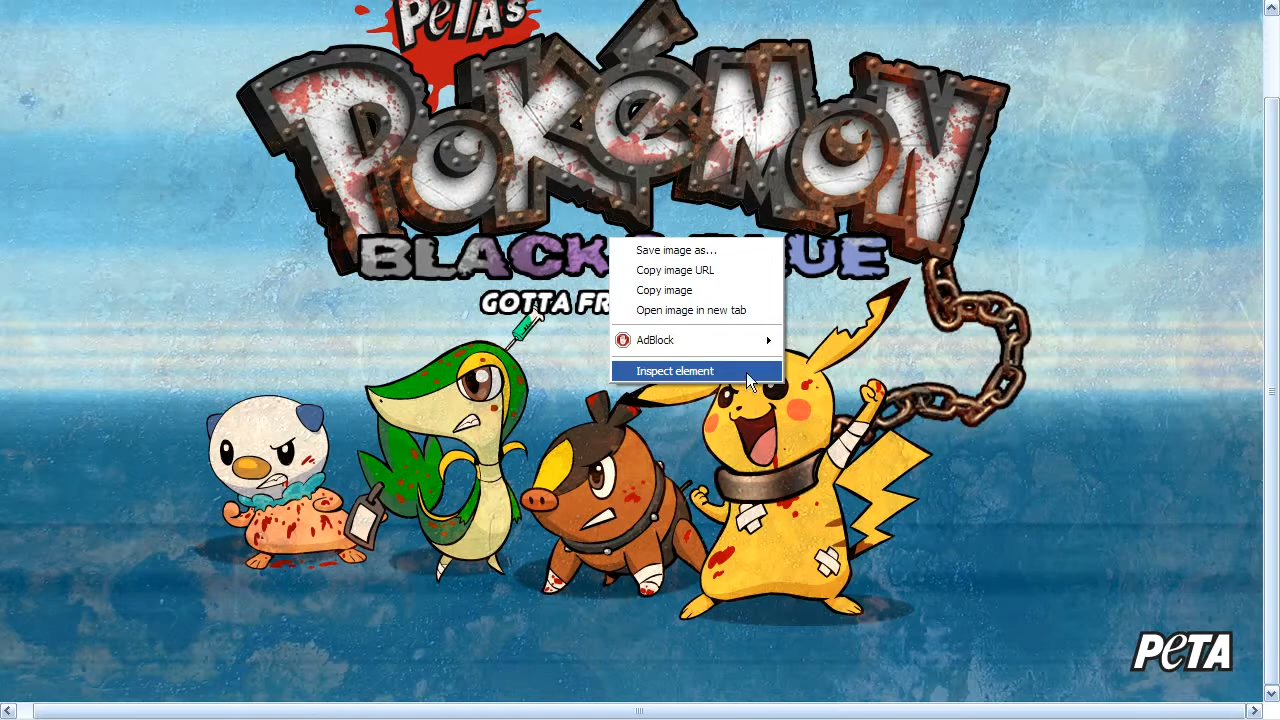 PeTA's
POKéMON
BLACK
UE
GOTTA FR
Save image as...
Copy image URL
Copy image
Open image in new tab
AdBlock
Inspect element
PeTA